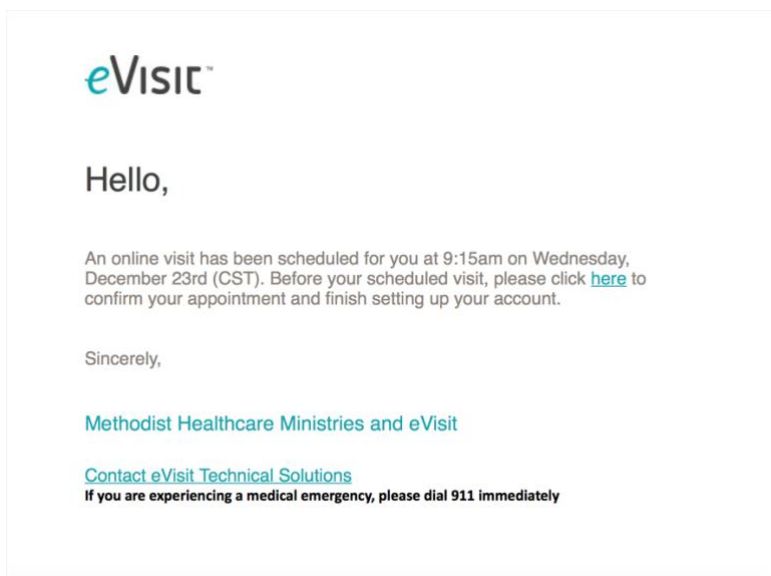 eVisit™
Hello,
An online visit has been scheduled for you at 9:15am on Wednesday,
December 23rd (CST). Before your scheduled visit, please click here to
confirm your appointment and finish setting up your account.
Sincerely,
Methodist Healthcare Ministries and eVisit
Contact eVisit Technical Solutions
If you are experiencing a medical emergency, please dial 911 immediately